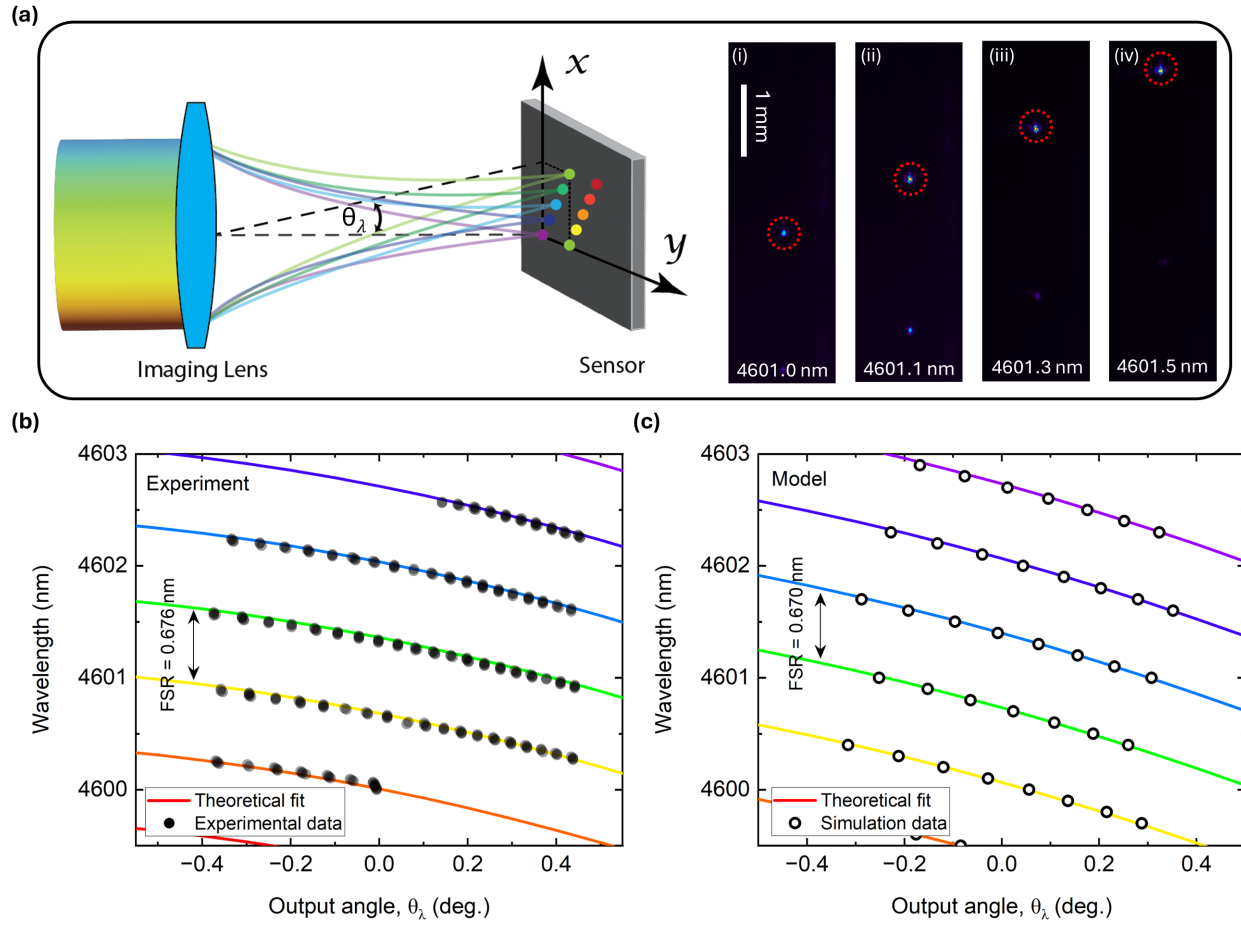 (a)
x
y
θλ
Imaging Lens
Sensor
(i)
1 mm
4601.0 nm
(ii)
4601.1 nm
(iii)
4601.3 nm
(iv)
4601.5 nm
(b)
Experiment
FSR = 0.676 nm
Theoretical fit
Experimental data
4603
4602
4601
4600
Wavelength (nm)
−0.4
−0.2
0.0
0.2
0.4
Output angle, θλ (deg.)
(c)
Model
FSR = 0.670 nm
Theoretical fit
Simulation data
4603
4602
4601
4600
Wavelength (nm)
−0.4
−0.2
0.0
0.2
0.4
Output angle, θλ (deg.)